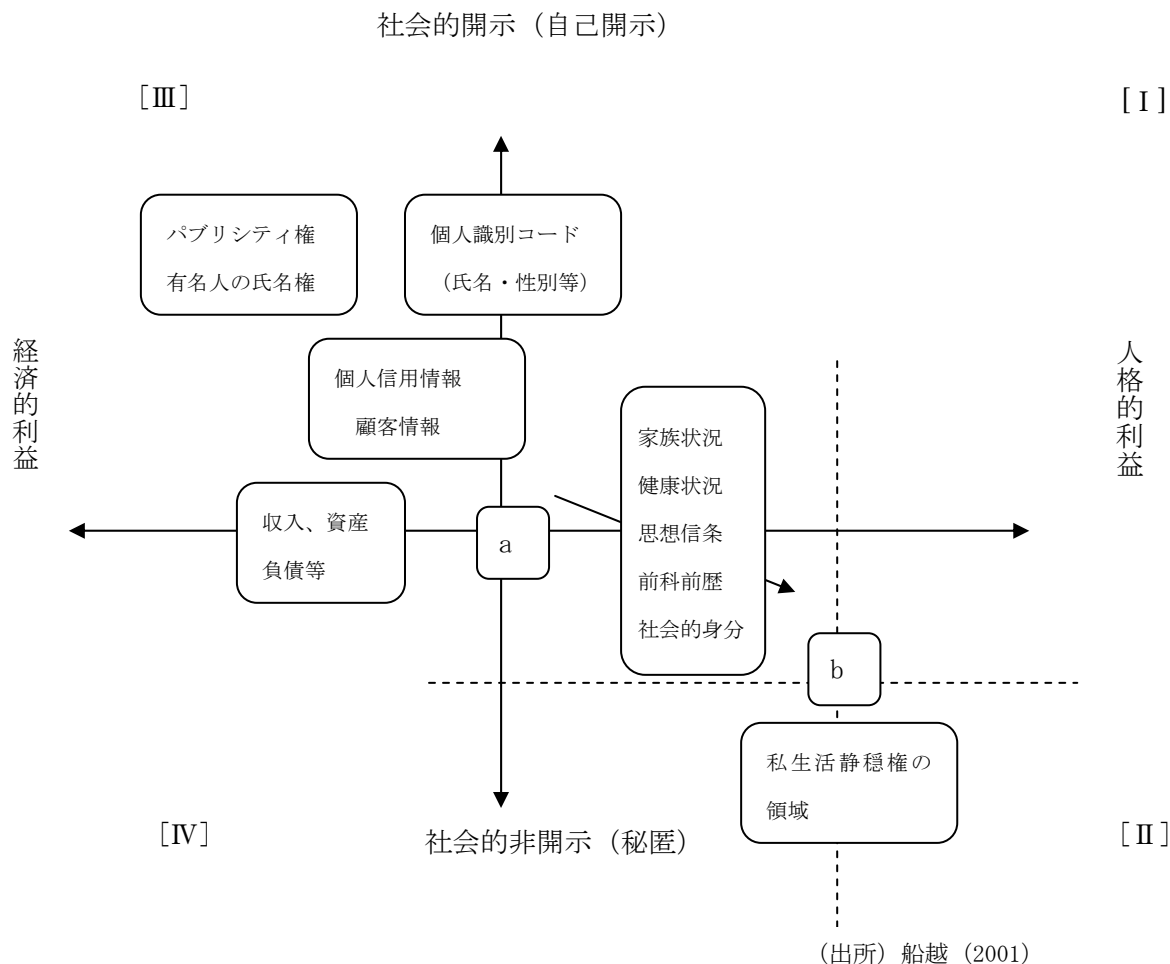 社会的開示（自己開示）
［Ⅲ］
［Ⅰ］
パブリシティ権
有名人の氏名権
個人識別コード
（氏名・性別等）
経済的利益
人格的利益
個人信用情報
顧客情報
家族状況
健康状況
思想信条
前科前歴
社会的身分
収入、資産
負債等
a
b
私生活静穏権の
領域
［Ⅳ］
社会的非開示（秘匿）
［Ⅱ］
（出所）船越（2001）